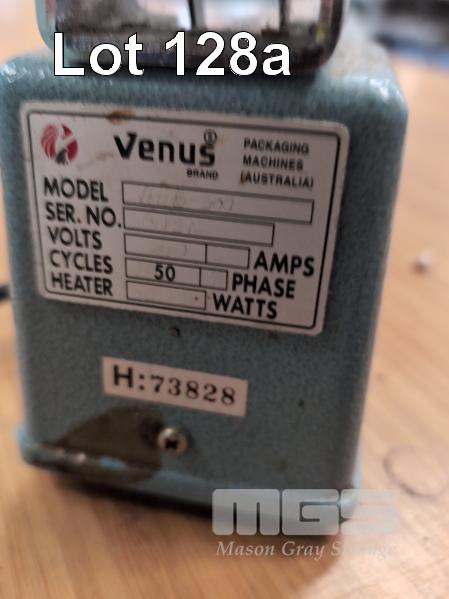 Lot 128a
Venus ®
BRAND
PACKAGING
MACHINES
(AUSTRALIA)
MODEL
SER. NO.
VOLTS AMPS
CYCLES 50 PHASE
HEATER WATTS
H:73828
MGS
Mason Gray Strange